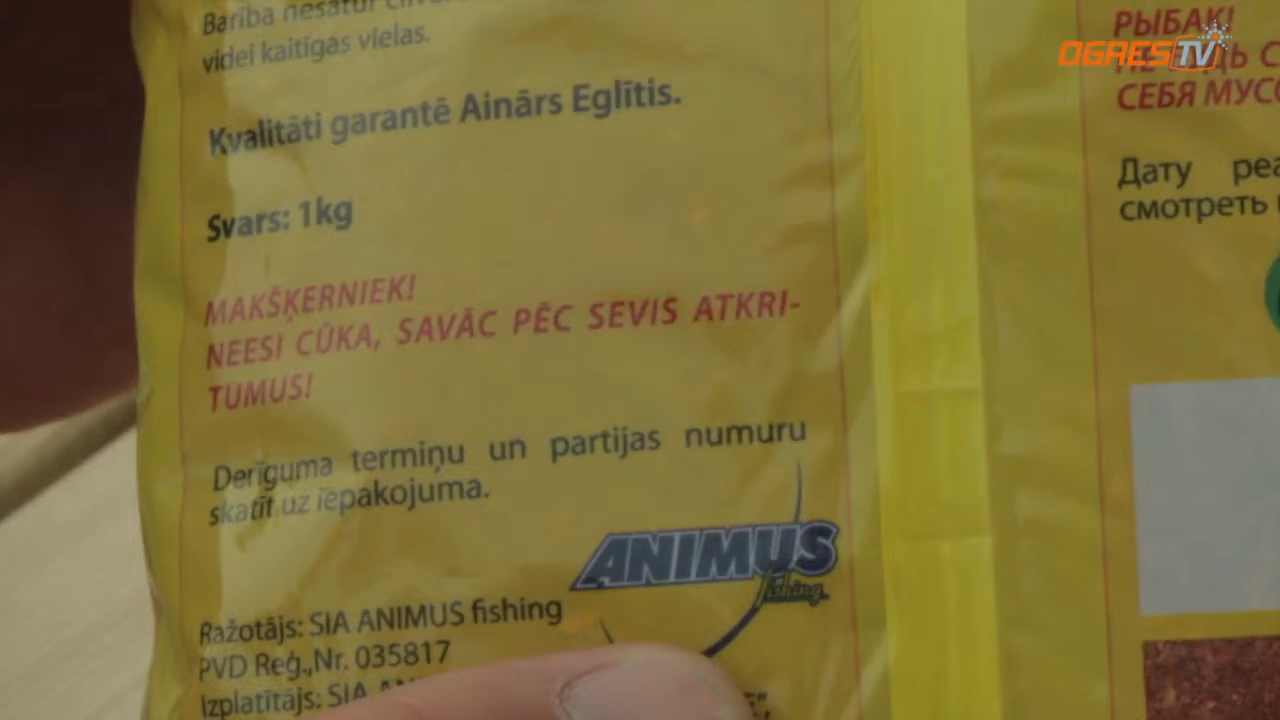 Barība nesatur
videi kaitīgas vielas.
Kvalitāti garantē Ainārs Eglītis.
Svars: 1kg
MAKŠĶERNIEK!
NEESI CŪKA, SAVĀC PĒC SEVIS ATKRI-
TUMUS!
Derīguma termiņu un partijas numuru
skatīt uz iepakojuma.
ANIMUS
fishing
Ražotājs: SIA ANIMUS fishing
PVD Reģ.,Nr. 035817
Izplatītājs: SIA
РЫБАК!
СЕБЯ
Дату
смотреть
OGRESTV